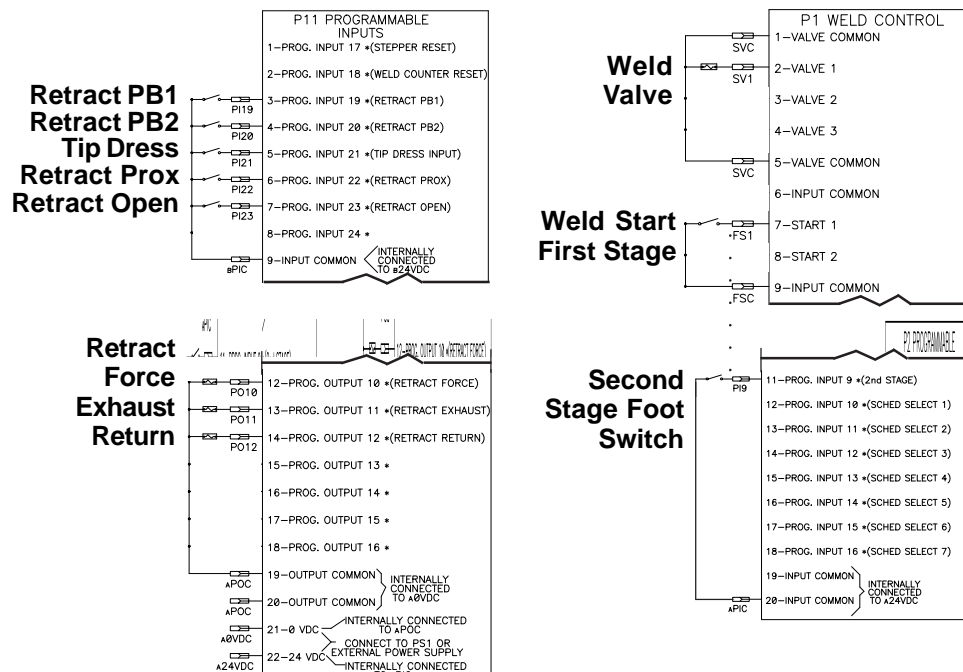 P11 PROGRAMMABLE
INPUTS
1-PROG. INPUT 17 *(STEPPER RESET)
2-PROG. INPUT 18 *(WELD COUNTER RESET)
Retract PB1
PI19
3-PROG. INPUT 19 *(RETRACT PB1)
Retract PB2
PI20
4-PROG. INPUT 20 *(RETRACT PB2)
Tip Dress
PI21
5-PROG. INPUT 21 *(TIP DRESS INPUT)
Retract Prox
PI22
6-PROG. INPUT 22 *(RETRACT PROX)
Retract Open
PI23
7-PROG. INPUT 23 *(RETRACT OPEN)
8-PROG. INPUT 24 *
BPIC
9-INPUT COMMON
INTERNALLY
CONNECTED
TO B24VDC
P1 WELD CONTROL
SVC
1-VALVE COMMON
Weld
Valve
SV1
2-VALVE 1
3-VALVE 2
4-VALVE 3
SVC
5-VALVE COMMON
6-INPUT COMMON
Weld Start
First Stage
FS1
7-START 1
8-START 2
FSC
9-INPUT COMMON
APIC
12-PROG. OUTPUT 10 *(RETRACT FORCE)
Retract
Force
Exhaust
Return
PO10
12-PROG. OUTPUT 10 *(RETRACT FORCE)
PO11
13-PROG. OUTPUT 11 *(RETRACT EXHAUST)
PO12
14-PROG. OUTPUT 12 *(RETRACT RETURN)
15-PROG. OUTPUT 13 *
16-PROG. OUTPUT 14 *
17-PROG. OUTPUT 15 *
18-PROG. OUTPUT 16 *
APOC
19-OUTPUT COMMON
APOC
20-OUTPUT COMMON
INTERNALLY
CONNECTED
TO A0VDC
A0VDC
21-0 VDC
INTERNALLY CONNECTED
TO APOC
CONNECT TO PS1 OR
EXTERNAL POWER SUPPLY
A24VDC
22-24 VDC
INTERNALLY CONNECTED
P2 PROGRAMMABLE
Second
Stage Foot
Switch
PI9
11-PROG. INPUT 9 *(2nd STAGE)
12-PROG. INPUT 10 *(SCHED SELECT 1)
13-PROG. INPUT 11 *(SCHED SELECT 2)
14-PROG. INPUT 12 *(SCHED SELECT 3)
15-PROG. INPUT 13 *(SCHED SELECT 4)
16-PROG. INPUT 14 *(SCHED SELECT 5)
17-PROG. INPUT 15 *(SCHED SELECT 6)
18-PROG. INPUT 16 *(SCHED SELECT 7)
19-INPUT COMMON
APIC
20-INPUT COMMON
INTERNALLY
CONNECTED
TO A24VDC